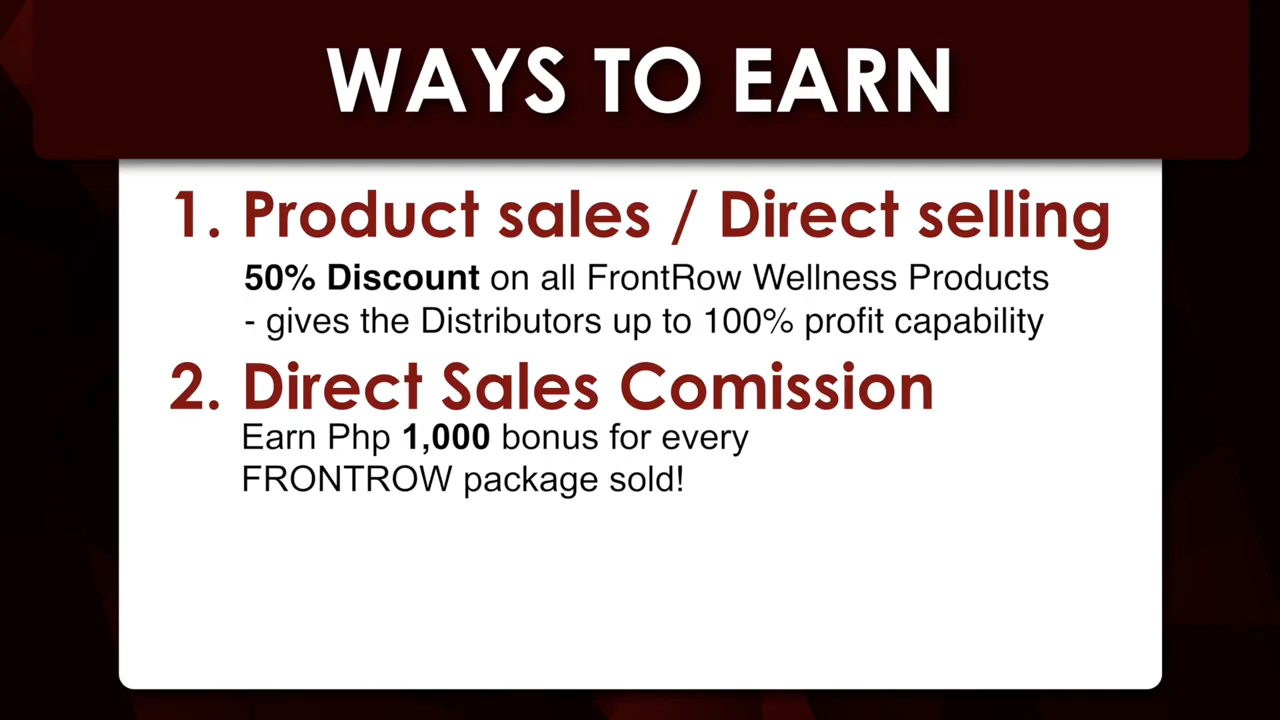 WAYS TO EARN
1. Product sales / Direct selling
50% Discount on all FrontRow Wellness Products
- gives the Distributors up to 100% profit capability
2. Direct Sales Comission
Earn Php 1,000 bonus for every
FRONTROW package sold!